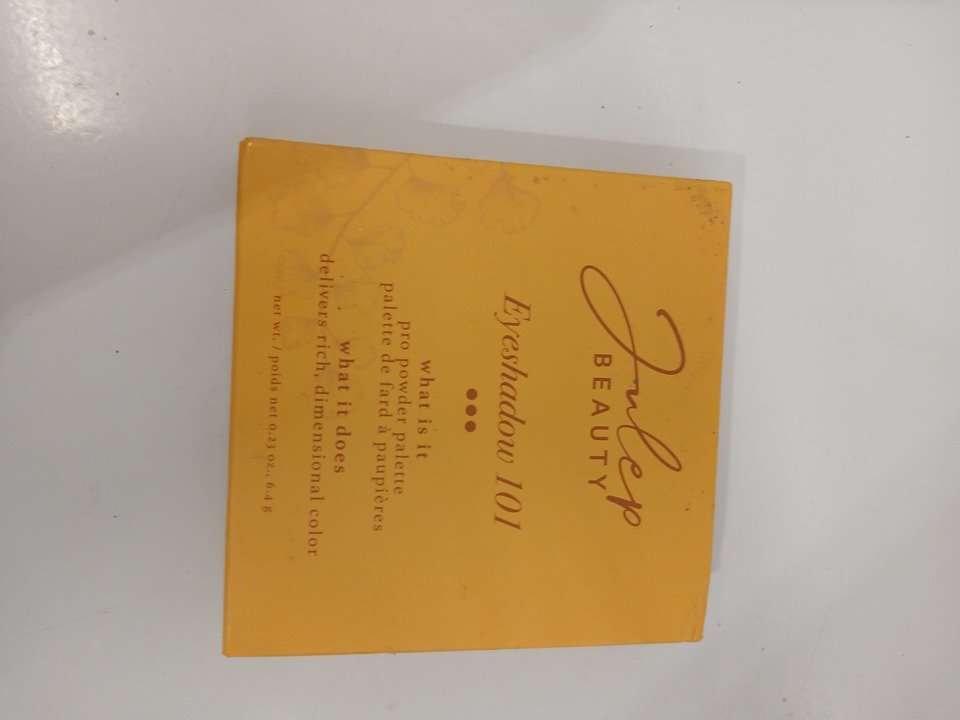 Julep
BEAUTY
Eyeshadow 101
what is it
pro powder palette
palette de fard à paupières
what it does
delivers rich, dimensional color
net wt. / poids net 0.23 oz., 6.4 g